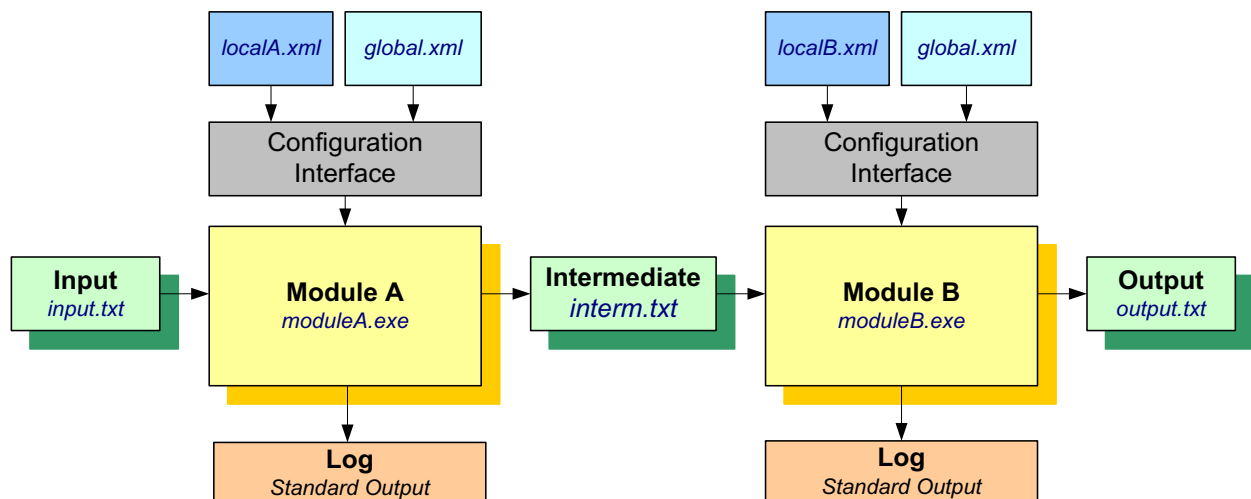 localA.xml
global.xml
localB.xml
global.xml
Configuration
Interface
Configuration
Interface
Input
input.txt
Module A
moduleA.exe
Intermediate
interm.txt
Module B
moduleB.exe
Output
output.txt
Log
Standard Output
Log
Standard Output